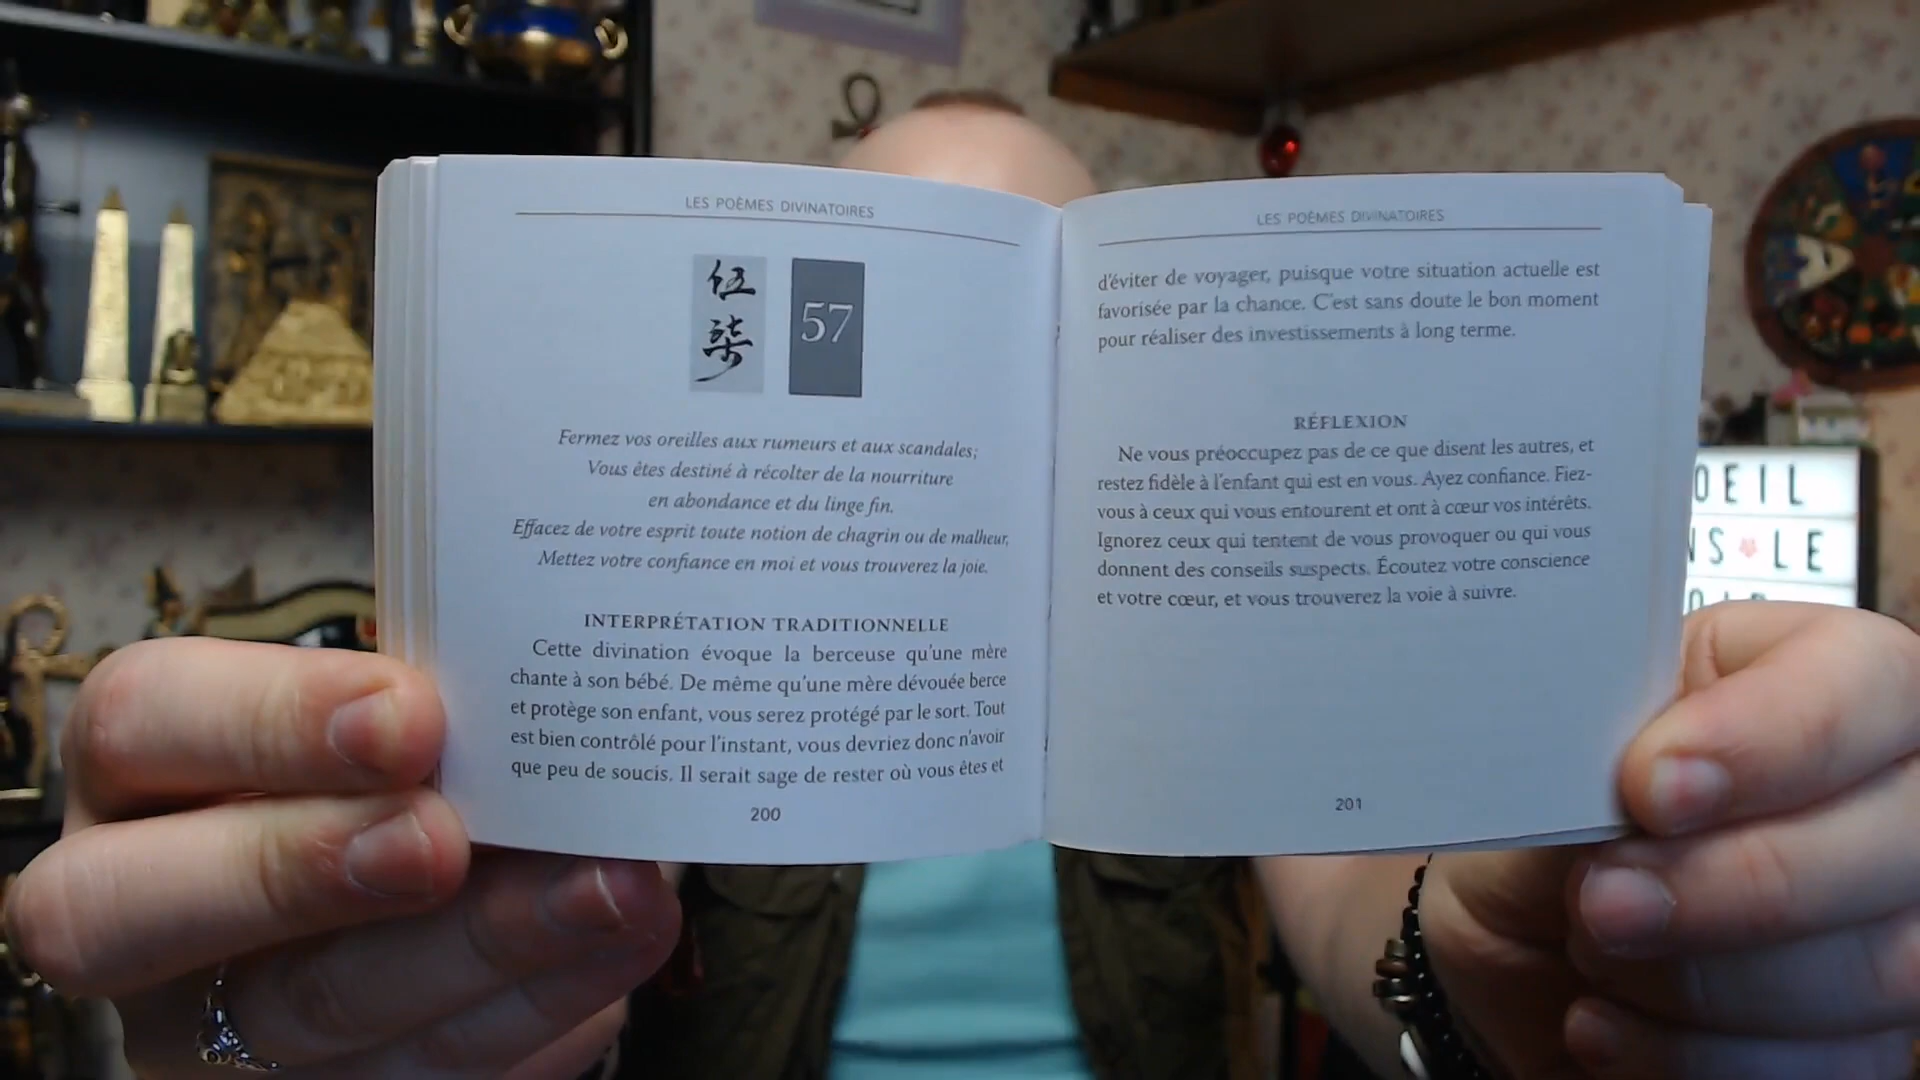 LES POÈMES DIVINATOIRES
伍
柒
57
Fermez vos oreilles aux rumeurs et aux scandales;
Vous êtes destiné à récolter de la nourriture
en abondance et du linge fin.
Effacez de votre esprit toute notion de chagrin ou de malheur,
Mettez votre confiance en moi et vous trouverez la joie.
INTERPRÉTATION TRADITIONNELLE
Cette divination évoque la berceuse qu'une mère
chante à son bébé. De même qu'une mère dévouée berce
et protège son enfant, vous serez protégé par le sort. Tout
est bien contrôlé pour l'instant, vous devriez donc n'avoir
que peu de soucis. Il serait sage de rester où vous êtes et
200
LES POÈMES DIVINATOIRES
d'éviter de voyager, puisque votre situation actuelle est
favorisée par la chance. C'est sans doute le bon moment
pour réaliser des investissements à long terme.
RÉFLEXION
Ne vous préoccupez pas de ce que disent les autres, et
restez fidèle à l'enfant qui est en vous. Ayez confiance. Fiez-
vous à ceux qui vous entourent et ont à cœur vos intérêts.
Ignorez ceux qui tentent de vous provoquer ou qui vous
donnent des conseils suspects. Écoutez votre conscience
et votre cœur, et vous trouverez la voie à suivre.
201
OEIL
NS LE